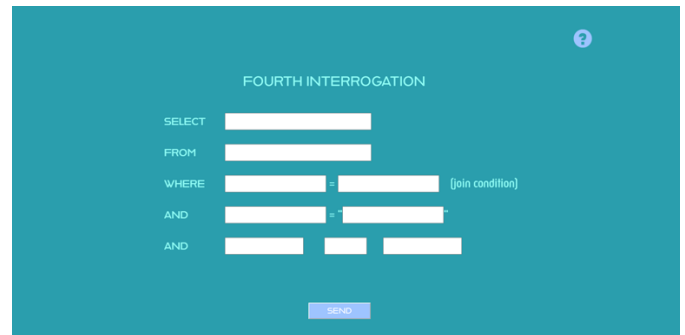 ?
FOURTH INTERROGATION
SELECT
FROM
WHERE = (join condition)
AND = " "
AND
SEND